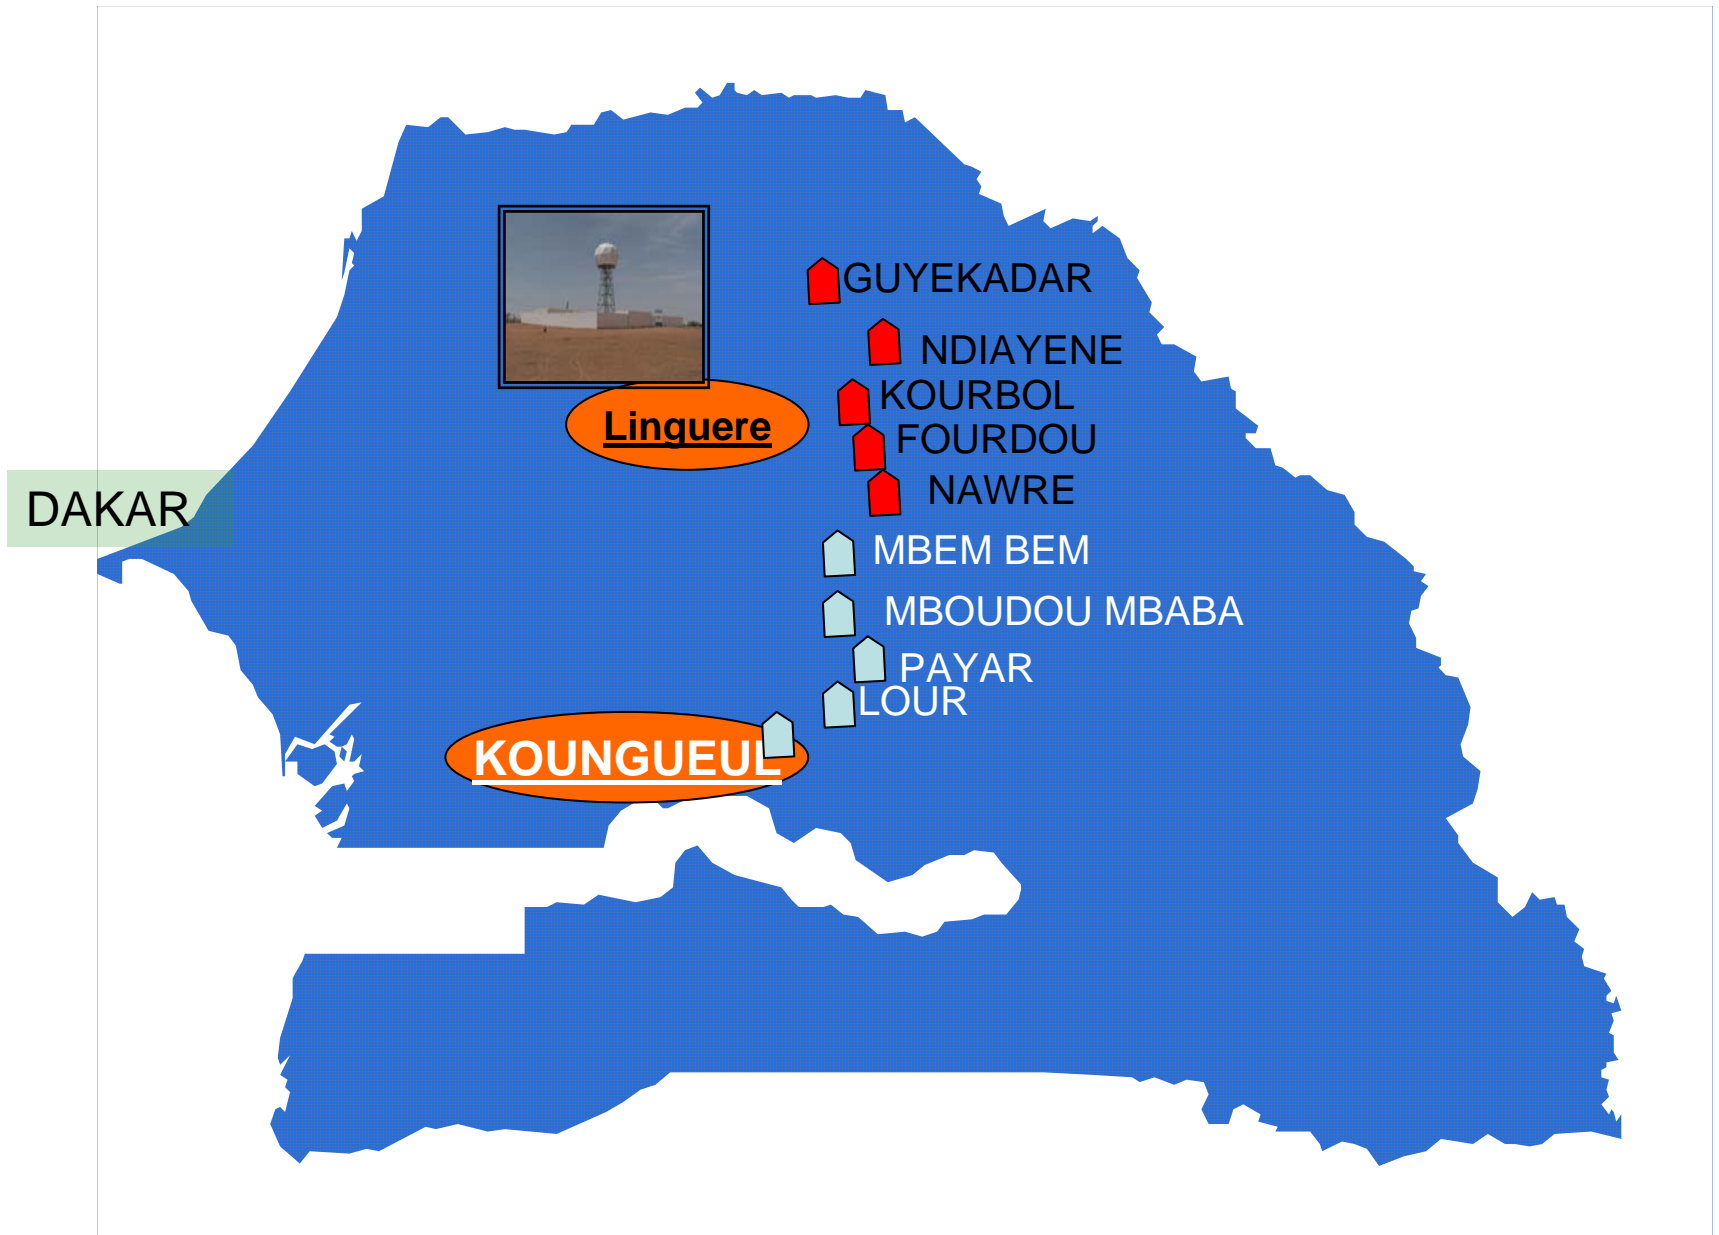 GUYEKADAR
NDIAYENE
KOURBOL
Linguere
FOURDOU
NAWRE
DAKAR
MBEM BEM
MBOUDOU MBABA
PAYAR
LOUR
KOUNGUEUL